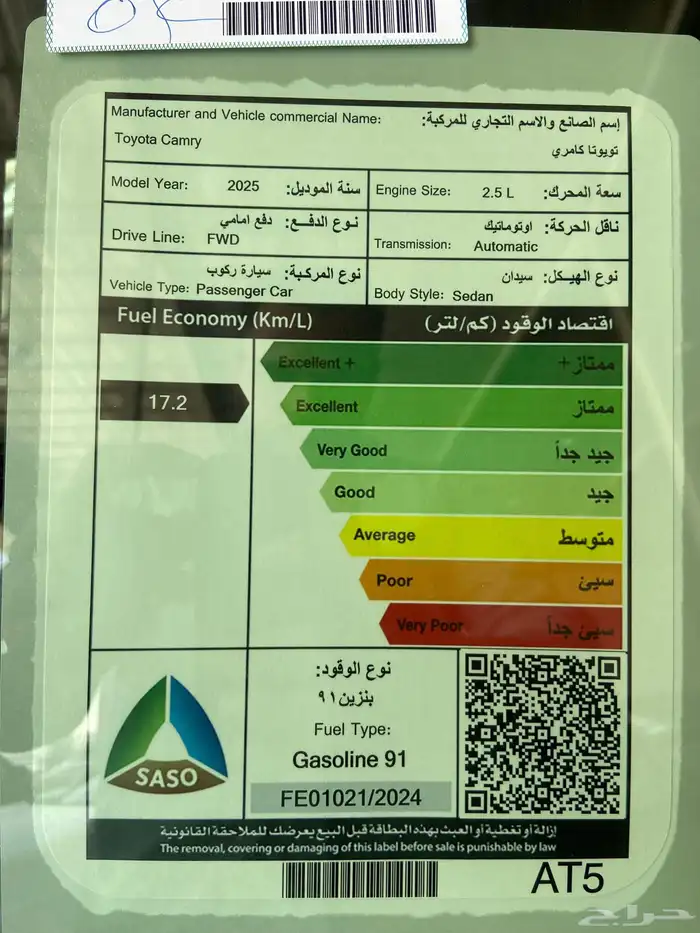 Manufacturer and Vehicle commercial Name: إسم الصانع والاسم التجاري للمركبة:
Toyota Camry تويوتا كامري
Model Year: 2025 سنة الموديل:
Engine Size: 2.5 L سعة المحرك:
نوع الدفع: دفع امامي
Drive Line: FWD
ناقل الحركة: اوتوماتيك
Transmission: Automatic
نوع المركبة: سيارة ركوب
Vehicle Type: Passenger Car
نوع الهيكل: سيدان
Body Style: Sedan
Fuel Economy (Km/L) اقتصاد الوقود (كم/لتر)
Excellent + ممتاز +
17.2
Excellent ممتاز
Very Good جيد جداً
Good جيد
Average متوسط
Poor سيئ
Very Poor سيئ جداً
نوع الوقود:
بنزين ٩١
Fuel Type:
Gasoline 91
FE01021/2024
SASO
إزالة أو تغطية أو العبث بهذه البطاقة قبل البيع يعرضك للملاحقة القانونية
The removal, covering or damaging of this label before sale is punishable by law
AT5
حراج